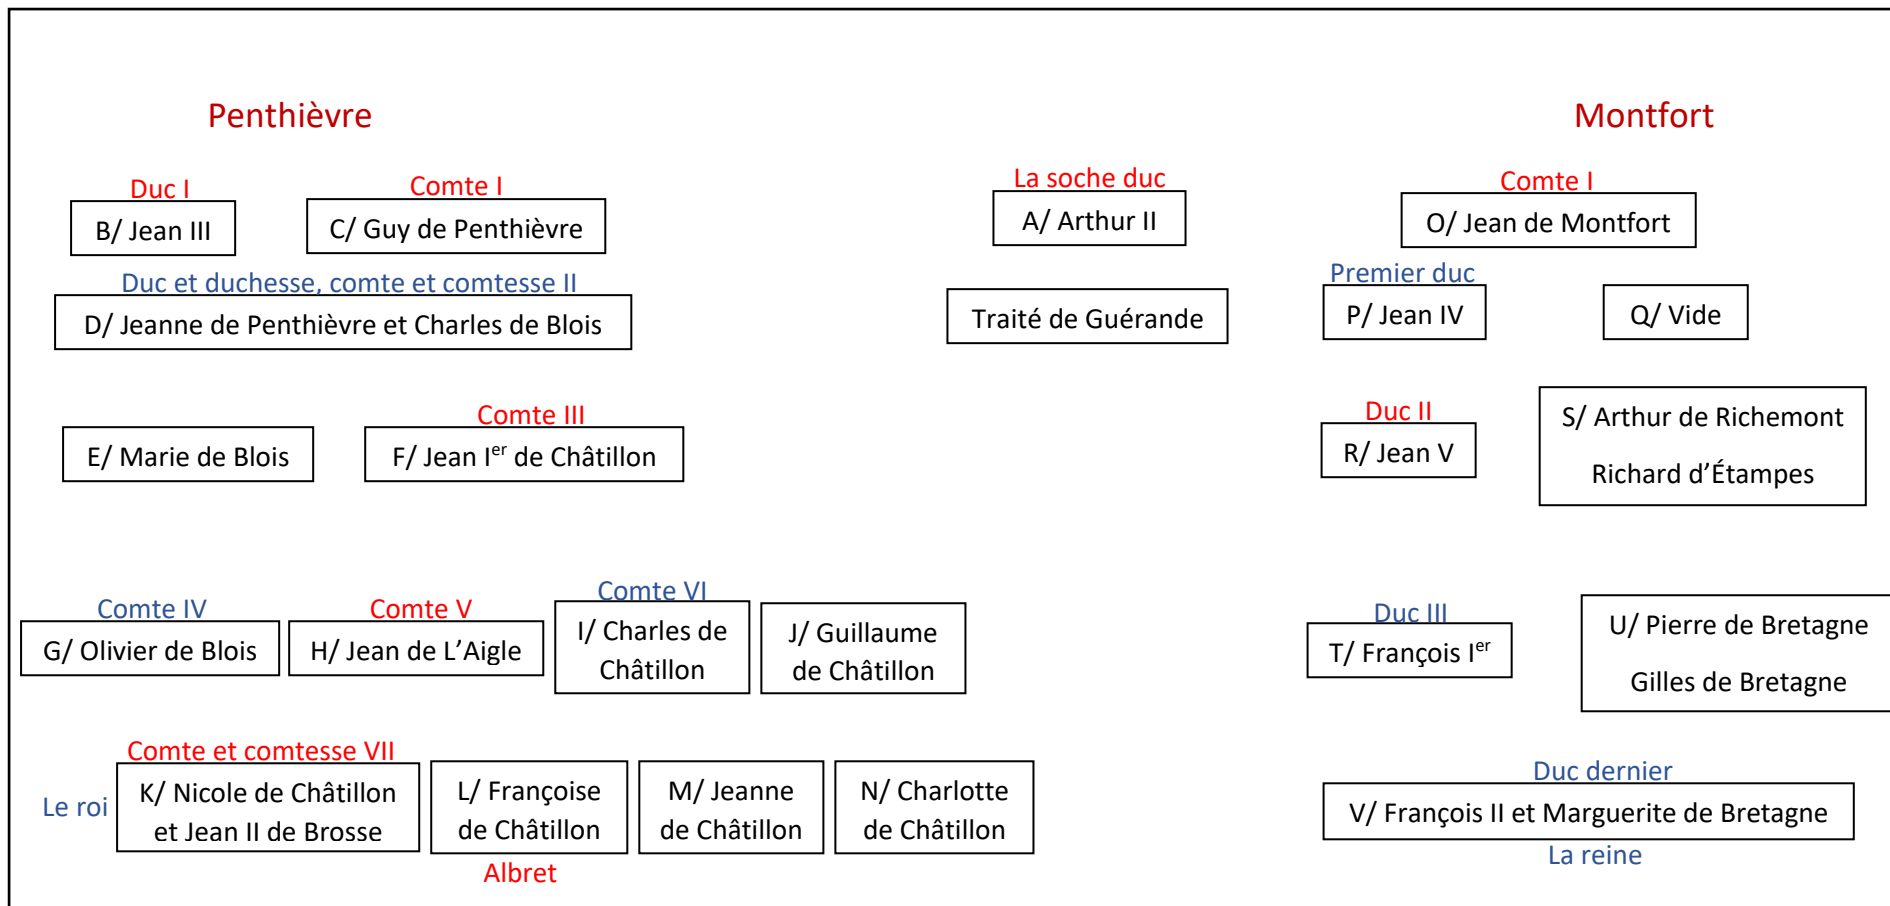 Penthièvre
Montfort
Duc I
Comte I
La soche duc
Comte I
B/ Jean III
C/ Guy de Penthièvre
A/ Arthur II
O/ Jean de Montfort
Duc et duchesse, comte et comtesse II
Premier duc
D/ Jeanne de Penthièvre et Charles de Blois
Traité de Guérande
P/ Jean IV
Q/ Vide
Comte III
Duc II
E/ Marie de Blois
F/ Jean Ier de Châtillon
R/ Jean V
S/ Arthur de Richemont
Richard d’Étampes
Comte IV
Comte V
Comte VI
Duc III
G/ Olivier de Blois
H/ Jean de L’Aigle
I/ Charles de
Châtillon
J/ Guillaume
de Châtillon
T/ François Ier
U/ Pierre de Bretagne
Gilles de Bretagne
Comte et comtesse VII
Duc dernier
Le roi
K/ Nicole de Châtillon
et Jean II de Brosse
L/ Françoise
de Châtillon
M/ Jeanne
de Châtillon
N/ Charlotte
de Châtillon
V/ François II et Marguerite de Bretagne
Albret
La reine